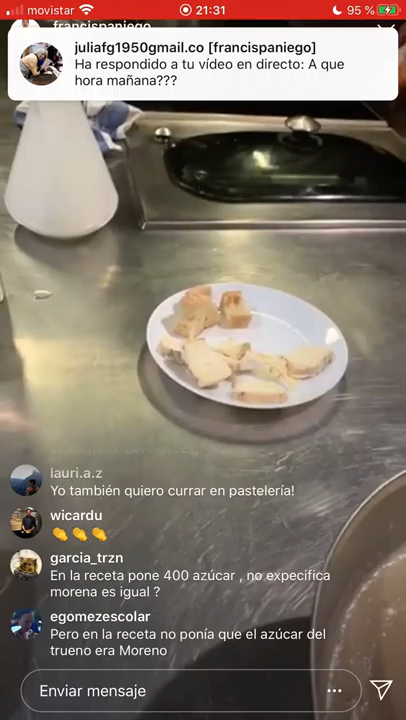 movistar
21:31
95 %
francispaniego
juliafg1950gmail.co [francispaniego]
Ha respondido a tu vídeo en directo: A que
hora mañana???
lauri.a.z
Yo también quiero currar en pastelería!
wicardu
👏👏👏
garcia_trzn
En la receta pone 400 azúcar , no expecifica
morena es igual ?
egomezescolar
Pero en la receta no ponía que el azúcar del
trueno era Moreno
Enviar mensaje